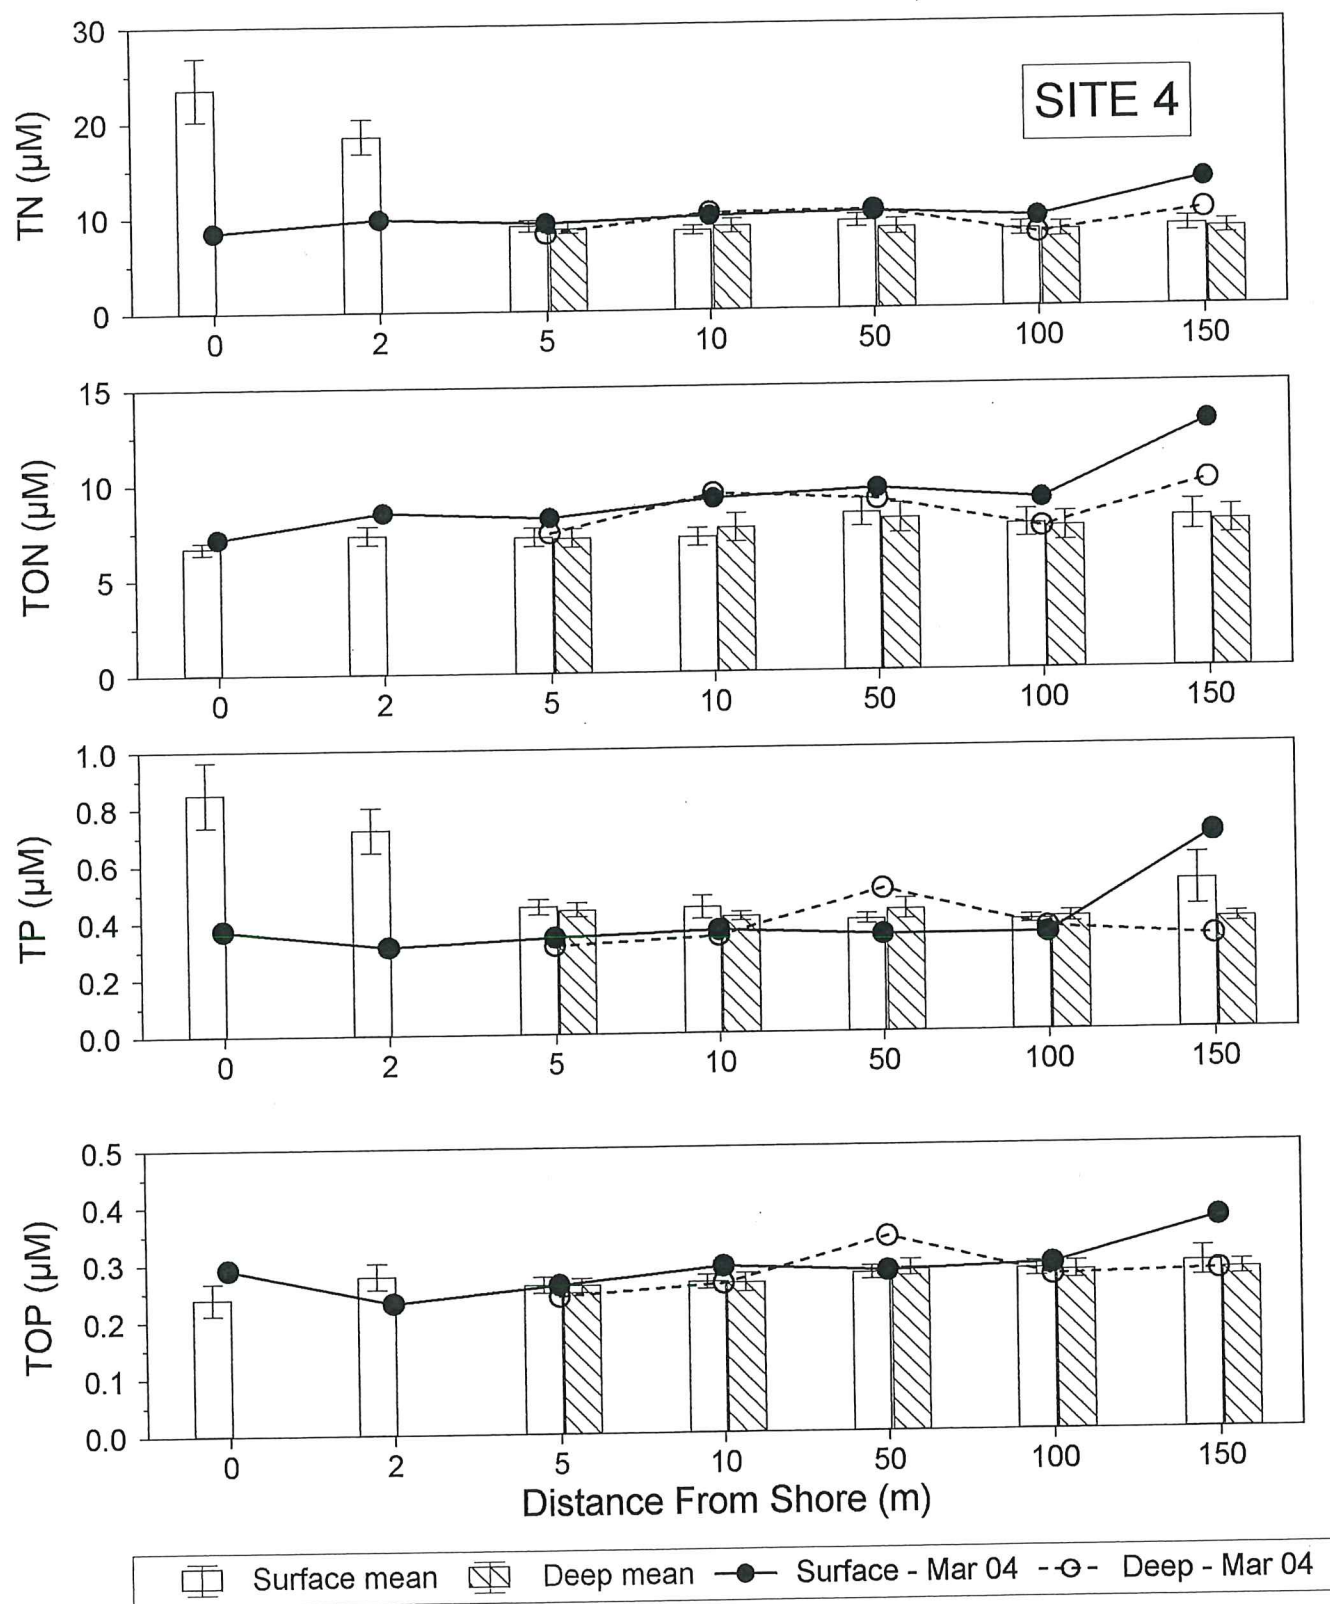 SITE 4
TN (µM)
30
20
10
0
0 2 5 10 50 100 150
TON (µM)
15
10
5
0
0 2 5 10 50 100 150
TP (µM)
1.0
0.8
0.6
0.4
0.2
0.0
0 2 5 10 50 100 150
TOP (µM)
0.5
0.4
0.3
0.2
0.1
0.0
0 2 5 10 50 100 150
Distance From Shore (m)
Surface mean Deep mean Surface - Mar 04 Deep - Mar 04